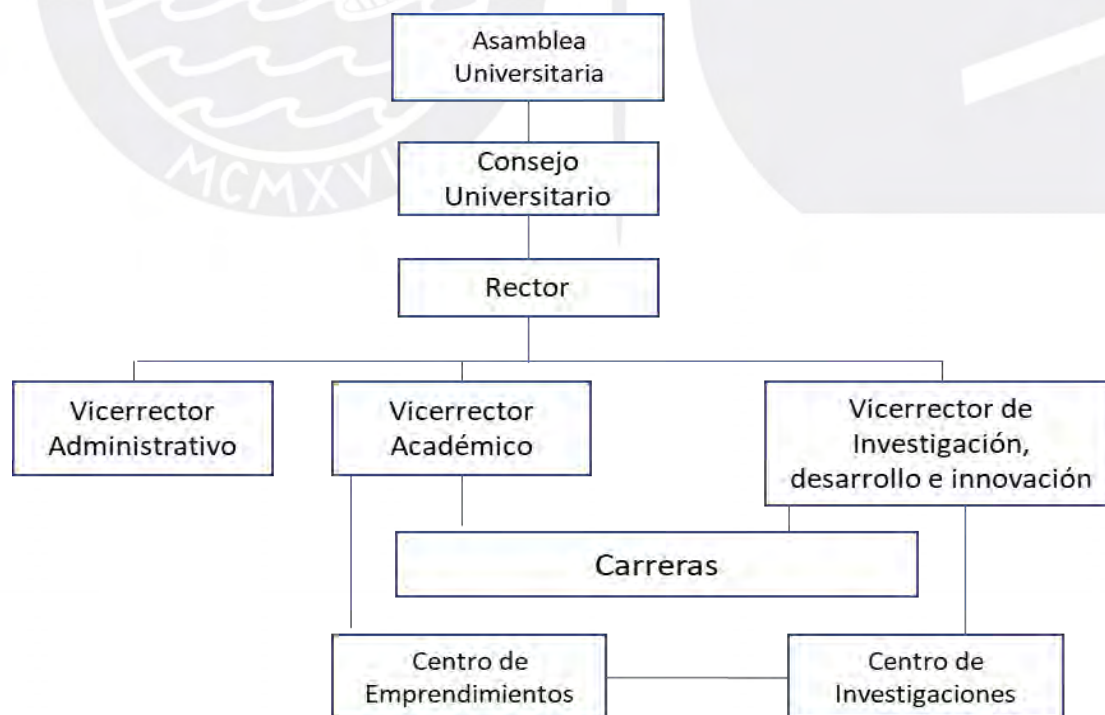 MCMXVII
Asamblea
Universitaria
Consejo
Universitario
Rector
Vicerrector
Administrativo
Vicerrector
Académico
Vicerrector de
Investigación,
desarrollo e innovación
Carreras
Centro de
Emprendimientos
Centro de
Investigaciones